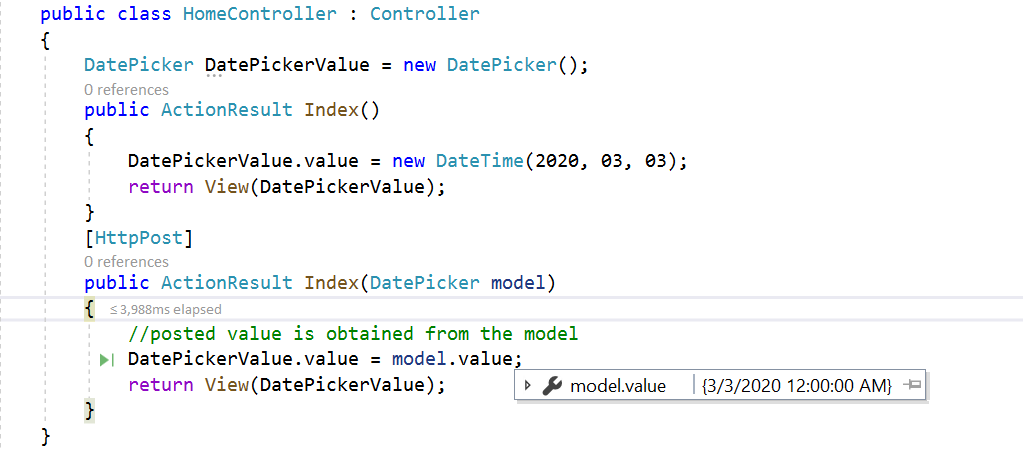 public class HomeController : Controller
{
DatePicker DatePickerValue = new DatePicker();
0 references
public ActionResult Index()
{
DatePickerValue.value = new DateTime(2020, 03, 03);
return View(DatePickerValue);
}
[HttpPost]
0 references
public ActionResult Index(DatePicker model)
{ ≤3,988ms elapsed
//posted value is obtained from the model
DatePickerValue.value = model.value;
return View(DatePickerValue);
model.value {3/3/2020 12:00:00 AM}
}
}